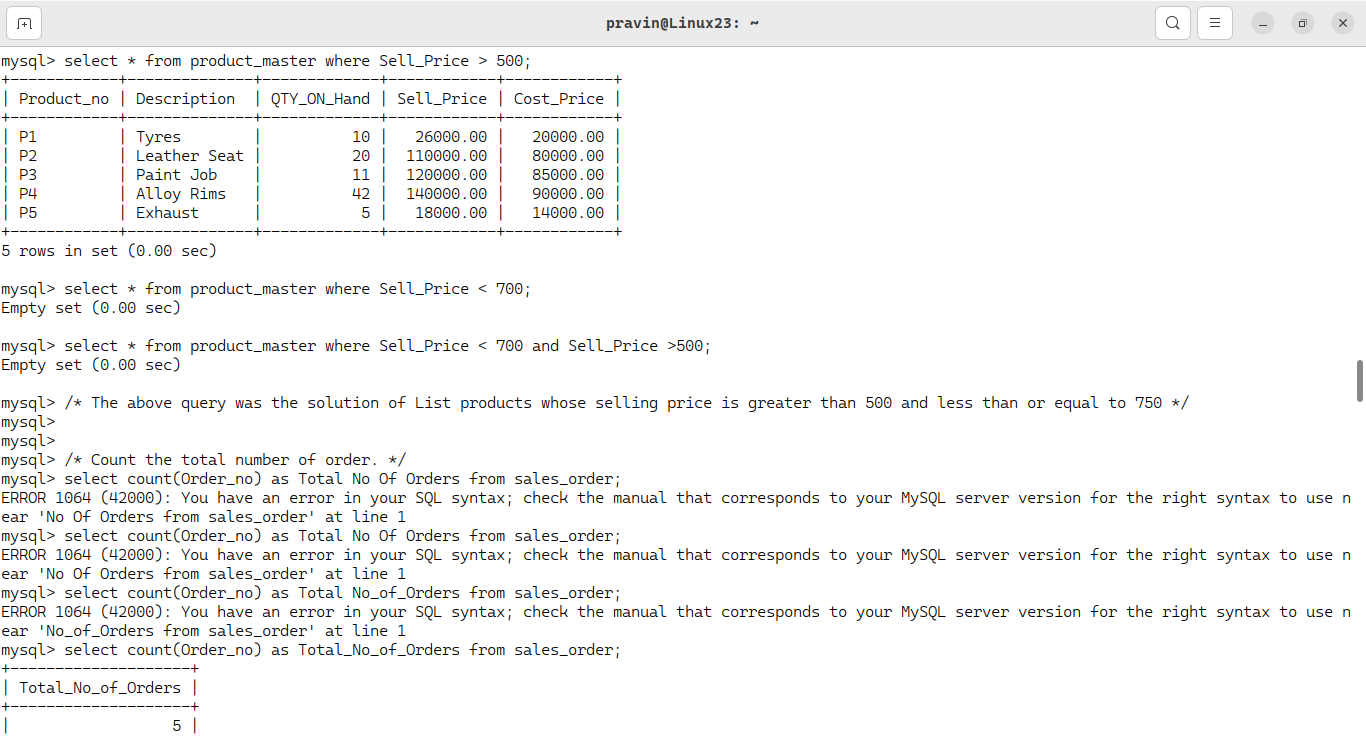 pravin@Linux23: ~
mysql> select * from product_master where Sell_Price > 500;
+------------+--------------+-------------+------------+------------+
| Product_no | Description  | QTY_ON_Hand | Sell_Price | Cost_Price |
+------------+--------------+-------------+------------+------------+
| P1         | Tyres        |          10 |   26000.00 |   20000.00 |
| P2         | Leather Seat |          20 |  110000.00 |   80000.00 |
| P3         | Paint Job    |          11 |  120000.00 |   85000.00 |
| P4         | Alloy Rims   |          42 |  140000.00 |   90000.00 |
| P5         | Exhaust      |           5 |   18000.00 |   14000.00 |
+------------+--------------+-------------+------------+------------+
5 rows in set (0.00 sec)

mysql> select * from product_master where Sell_Price < 700;
Empty set (0.00 sec)

mysql> select * from product_master where Sell_Price < 700 and Sell_Price >500;
Empty set (0.00 sec)

mysql> /* The above query was the solution of List products whose selling price is greater than 500 and less than or equal to 750 */
mysql>
mysql>
mysql> /* Count the total number of order. */
mysql> select count(Order_no) as Total No Of Orders from sales_order;
ERROR 1064 (42000): You have an error in your SQL syntax; check the manual that corresponds to your MySQL server version for the right syntax to use n
ear 'No Of Orders from sales_order' at line 1
mysql> select count(Order_no) as Total No Of Orders from sales_order;
ERROR 1064 (42000): You have an error in your SQL syntax; check the manual that corresponds to your MySQL server version for the right syntax to use n
ear 'No Of Orders from sales_order' at line 1
mysql> select count(Order_no) as Total No_of_Orders from sales_order;
ERROR 1064 (42000): You have an error in your SQL syntax; check the manual that corresponds to your MySQL server version for the right syntax to use n
ear 'No_of_Orders from sales_order' at line 1
mysql> select count(Order_no) as Total_No_of_Orders from sales_order;
+--------------------+
| Total_No_of_Orders |
+--------------------+
|                  5 |